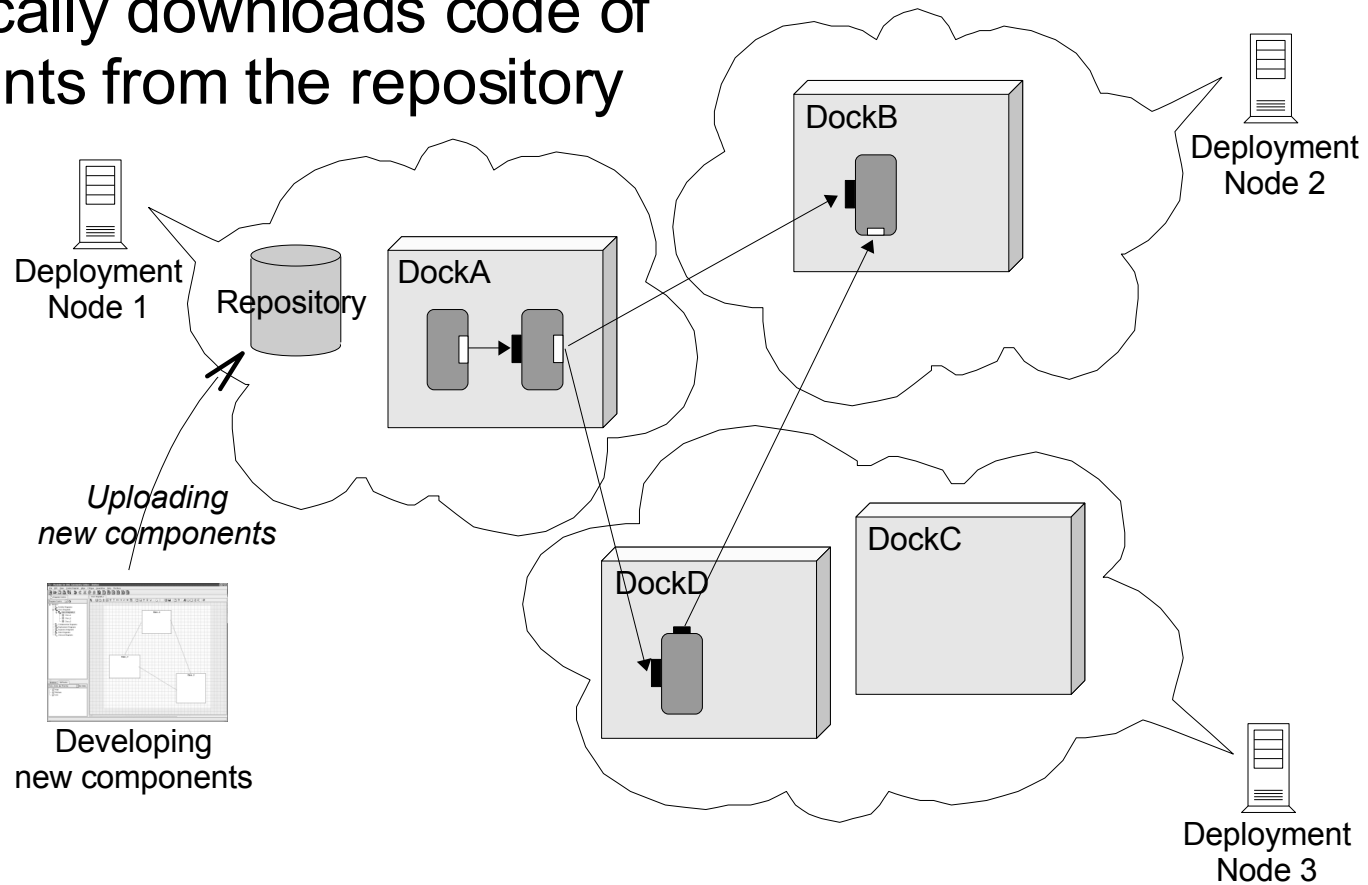 cally downloads code of
nts from the repository
DockB
Deployment
Node 2
Deployment
Node 1
Repository
DockA
Uploading
new components
DockD
DockC
Developing
new components
Deployment
Node 3